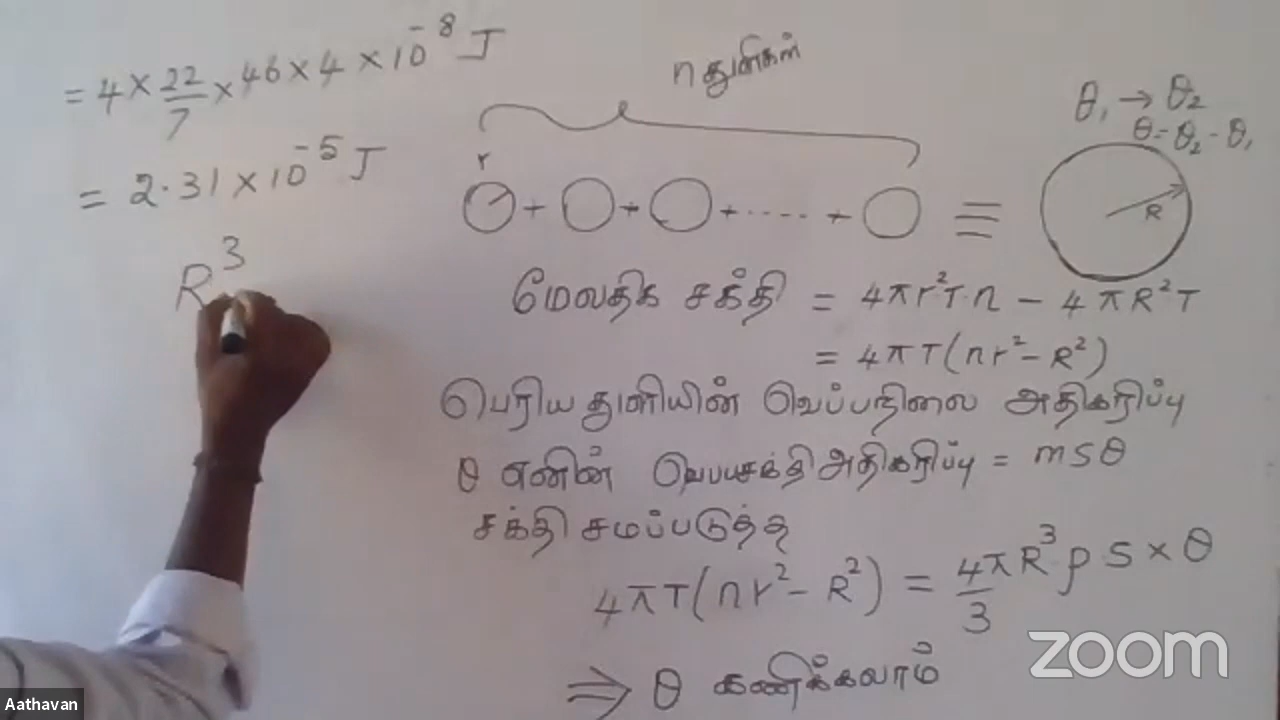 = 4 × 22/7 × 46 × 4 × 10⁻⁸ J
= 2.31 × 10⁻⁵ J
R³
n துளிகள்
r
+ + + ..... + ≡
θ₁ → θ₂
θ = θ₂ - θ₁
R
மேலதிக சக்தி = 4πr²T.n - 4πR²T
= 4πT(nr² - R²)
பெரிய துளியின் வெப்பநிலை அதிகரிப்பு
θ எனின் வெப்பசக்தி அதிகரிப்பு = msθ
சக்தி சமப்படுத்த
4πT(nr² - R²) = 4/3 πR³ρ s × θ
⇒ θ கணிக்கலாம்
zoom
Aathavan